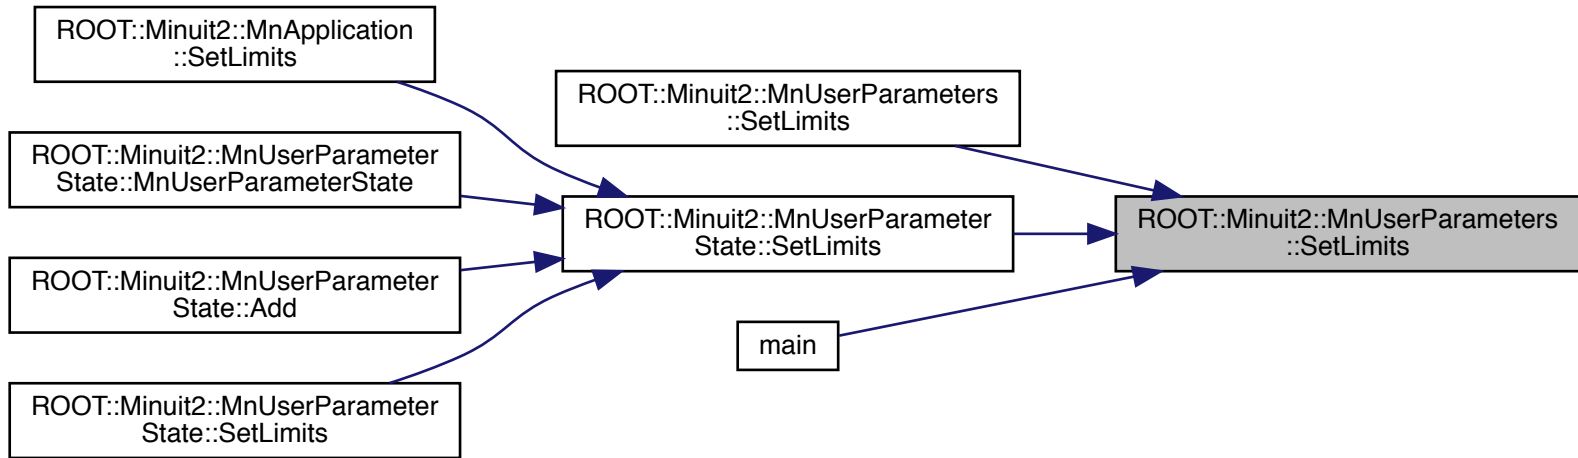 ROOT::Minuit2::MnApplication
::SetLimits
ROOT::Minuit2::MnUserParameter
State::MnUserParameterState
ROOT::Minuit2::MnUserParameter
State::Add
ROOT::Minuit2::MnUserParameter
State::SetLimits
ROOT::Minuit2::MnUserParameters
::SetLimits
ROOT::Minuit2::MnUserParameter
State::SetLimits
main
ROOT::Minuit2::MnUserParameters
::SetLimits